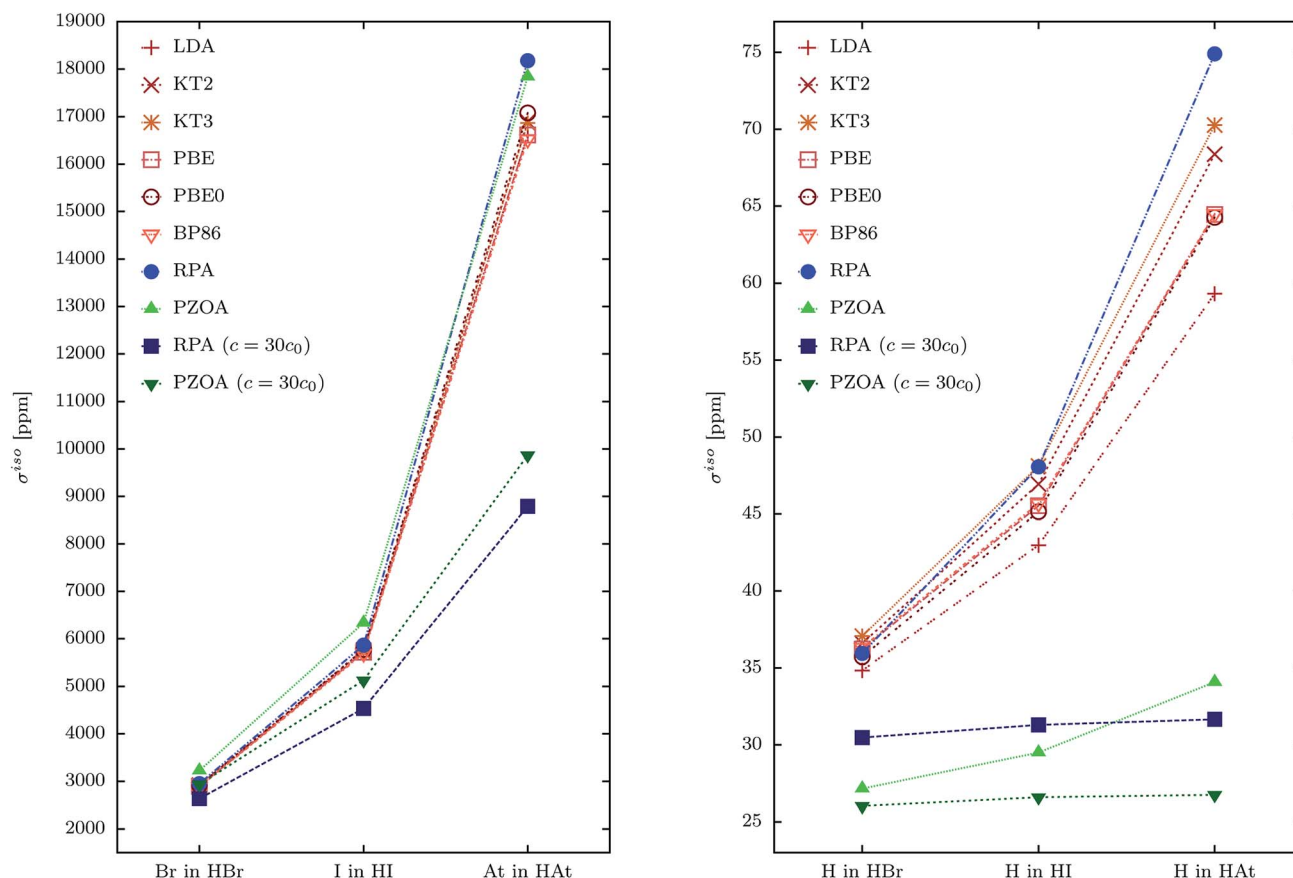 19000
18000
17000
16000
15000
14000
13000
12000
11000
10000
9000
8000
7000
6000
5000
4000
3000
2000
σ^iso [ppm]
LDA
KT2
KT3
PBE
PBE0
BP86
RPA
PZOA
RPA (c = 30c₀)
PZOA (c = 30c₀)
Br in HBr
I in HI
At in HAt
75
70
65
60
55
50
45
40
35
30
25
σ^iso [ppm]
LDA
KT2
KT3
PBE
PBE0
BP86
RPA
PZOA
RPA (c = 30c₀)
PZOA (c = 30c₀)
H in HBr
H in HI
H in HAt